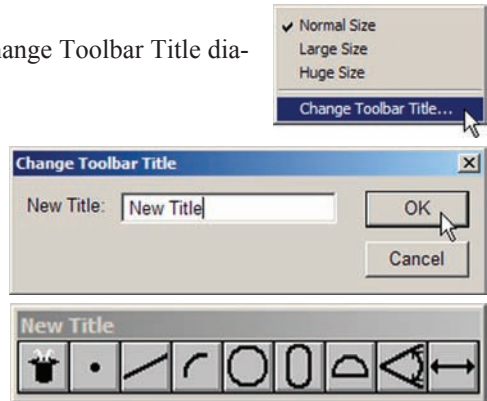 Normal Size
ange Toolbar Title dia-
Large Size
Huge Size
Change Toolbar Title...
Change Toolbar Title
New Title:
New Title
OK
Cancel
New Title